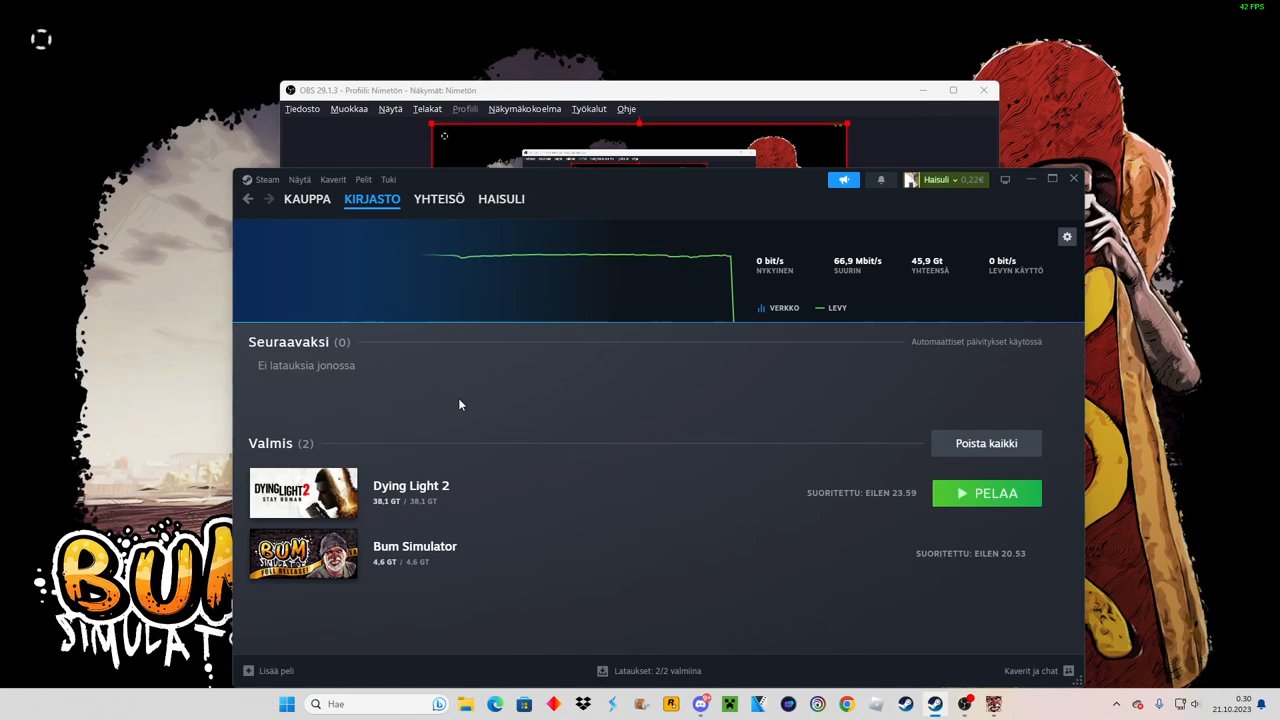 42 FPS
OBS 29.1.3 - Profiili: Nimetön - Näkymät: Nimetön
Tiedosto Muokkaa Näytä Telakat Profiili Näkymäkokoelma Työkalut Ohje
Steam Näytä Kaverit Pelit Tuki
Haisuli 0,22€
KAUPPA KIRJASTO YHTEISÖ HAISULI
0 bit/s 66,9 Mbit/s 45,9 Gt 0 bit/s
NYKYINEN SUURIN YHTEENSÄ LEVYN KÄYTTÖ
VERKKO LEVY
Seuraavaksi (0) Automaattiset päivitykset käytössä
Ei latauksia jonossa
Valmis (2) Poista kaikki
DYING LIGHT 2
STAY HUMAN
Dying Light 2
38,1 GT / 38,1 GT
SUORITETTU: EILEN 23.59 PELAA
BUM
SIMULATOR
FULL RELEASE!
Bum Simulator
4,6 GT / 4,6 GT
SUORITETTU: EILEN 20.53
BUM
SIMULAT
Lisää peli Lataukset: 2/2 valmiina Kaverit ja chat
Hae
9+
0.30
21.10.2023